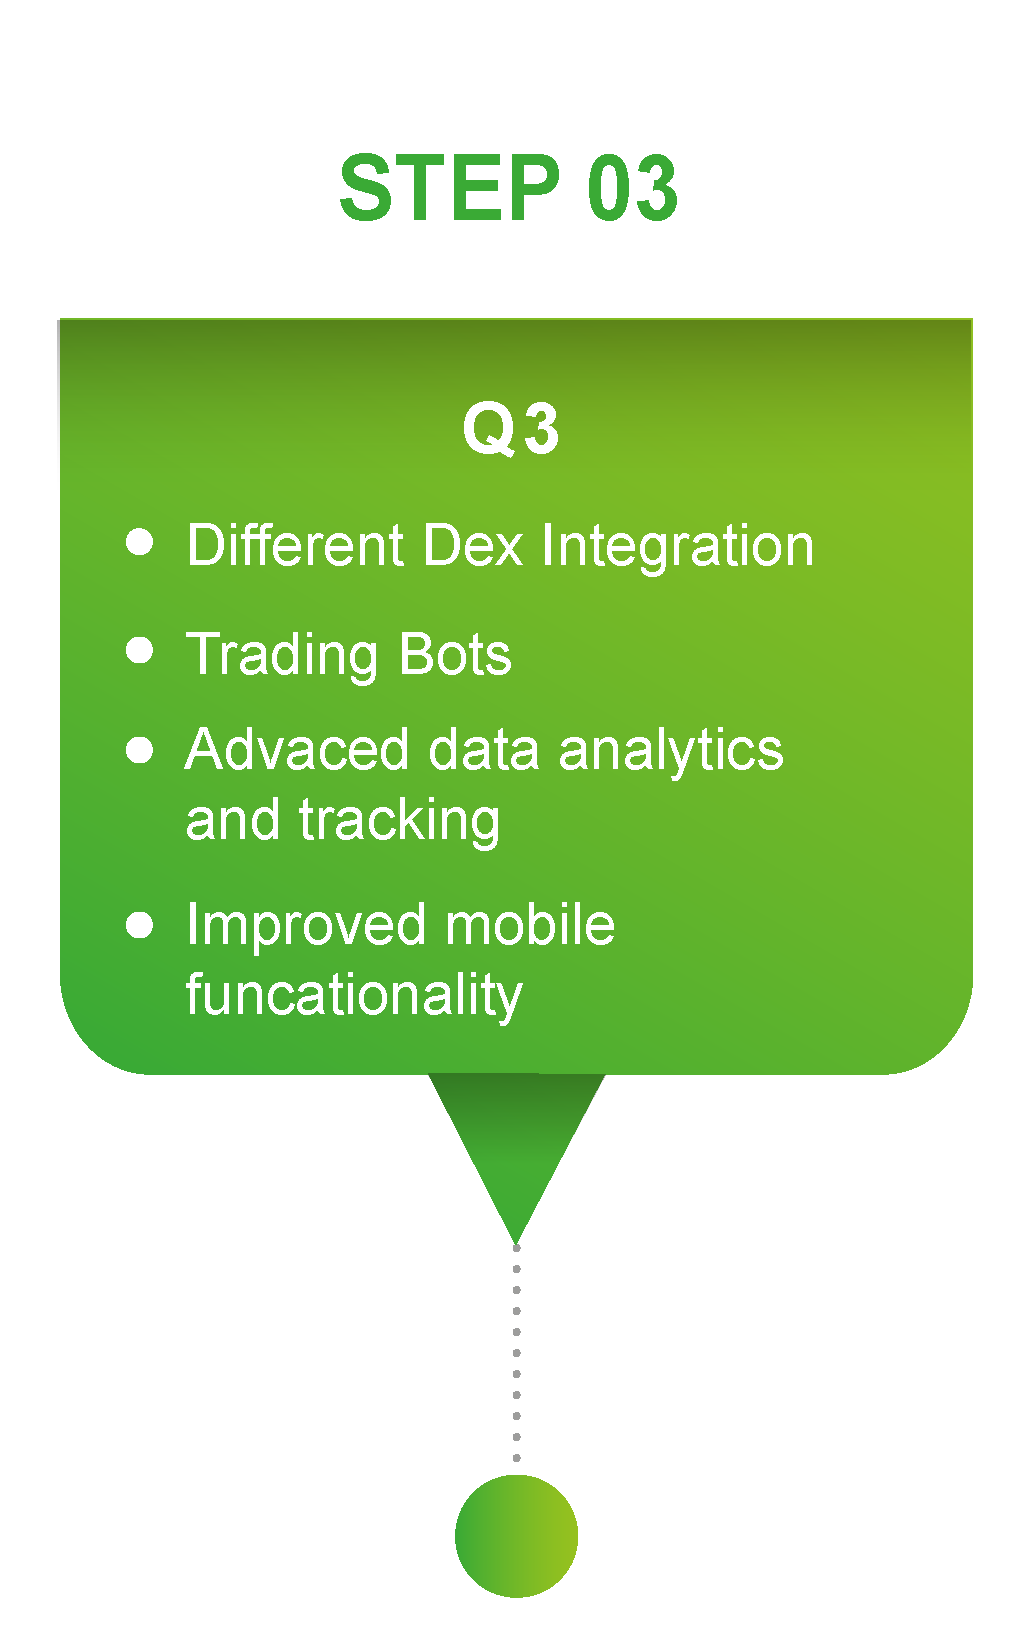 STEP 03
Q3
Different Dex Integration
Trading Bots
Advaced data analytics
and tracking
Improved mobile
funcationality